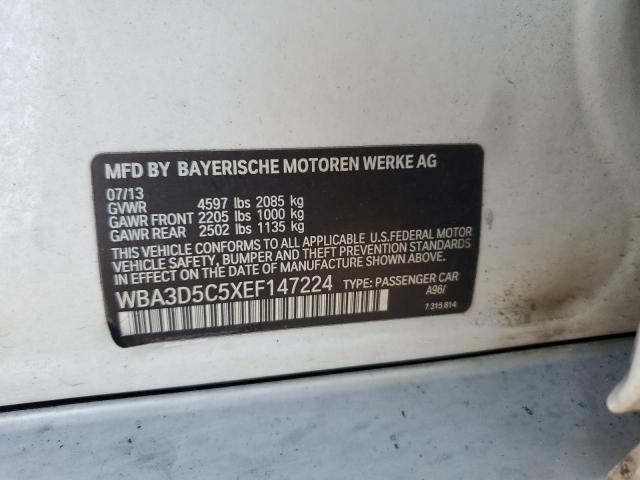 MFD BY BAYERISCHE MOTOREN WERKE AG
07/13
GVWR 4597 lbs 2085 kg
GAWR FRONT 2205 lbs 1000 kg
GAWR REAR 2502 lbs 1135 kg
THIS VEHICLE CONFORMS TO ALL APPLICABLE U.S.FEDERAL MOTOR
VEHICLE SAFETY, BUMPER AND THEFT PREVENTION STANDARDS
IN EFFECT ON THE DATE OF MANUFACTURE SHOWN ABOVE.
WBA3D5C5XEF147224 TYPE: PASSENGER CAR
A96/
7 315 814